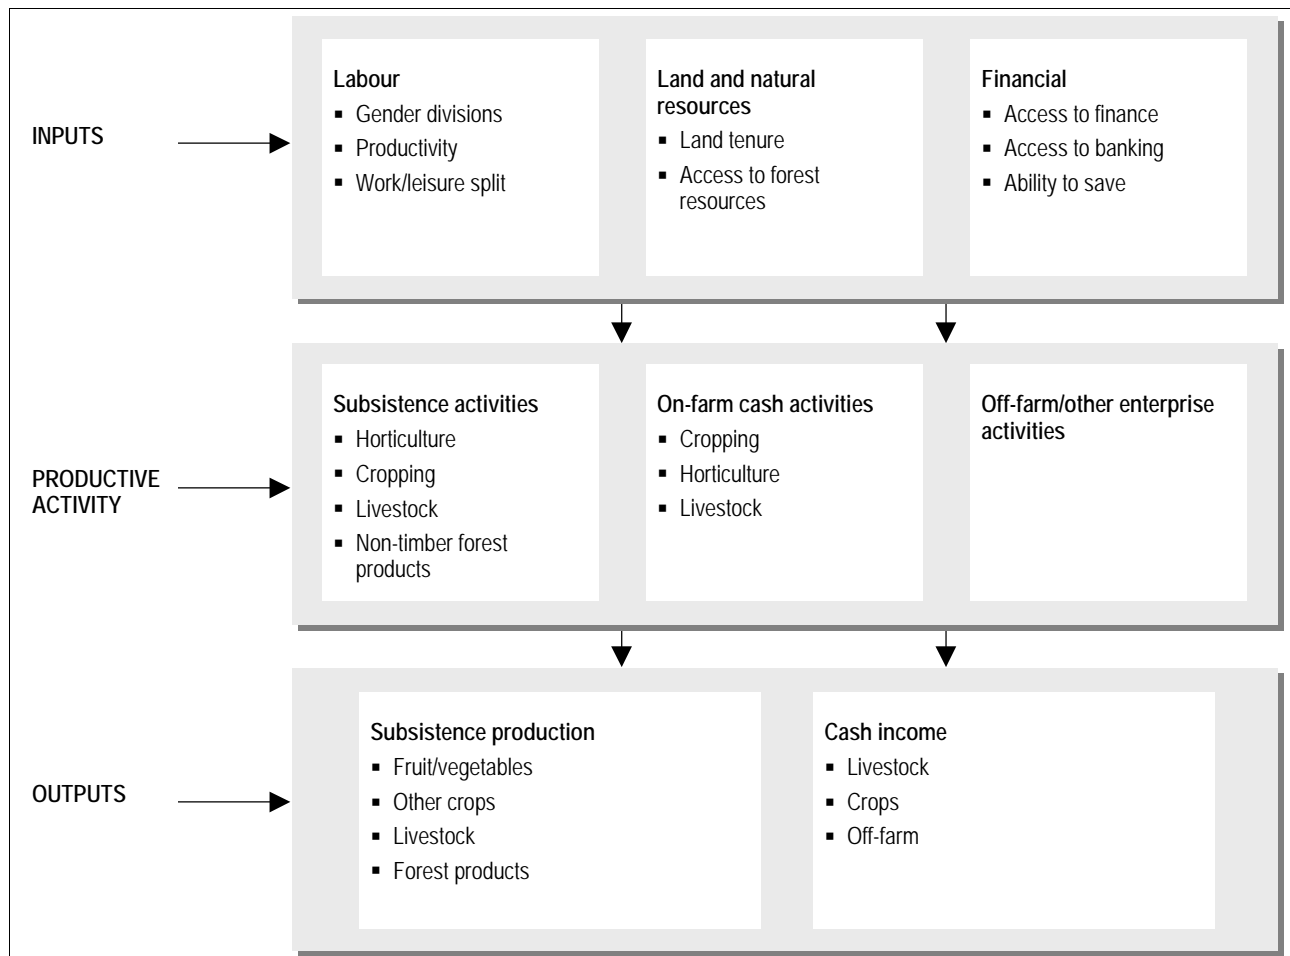 INPUTS
Labour
▪ Gender divisions
▪ Productivity
▪ Work/leisure split
Land and natural
resources
▪ Land tenure
▪ Access to forest
resources
Financial
▪ Access to finance
▪ Access to banking
▪ Ability to save
PRODUCTIVE
ACTIVITY
Subsistence activities
▪ Horticulture
▪ Cropping
▪ Livestock
▪ Non-timber forest
products
On-farm cash activities
▪ Cropping
▪ Horticulture
▪ Livestock
Off-farm/other enterprise
activities
OUTPUTS
Subsistence production
▪ Fruit/vegetables
▪ Other crops
▪ Livestock
▪ Forest products
Cash income
▪ Livestock
▪ Crops
▪ Off-farm